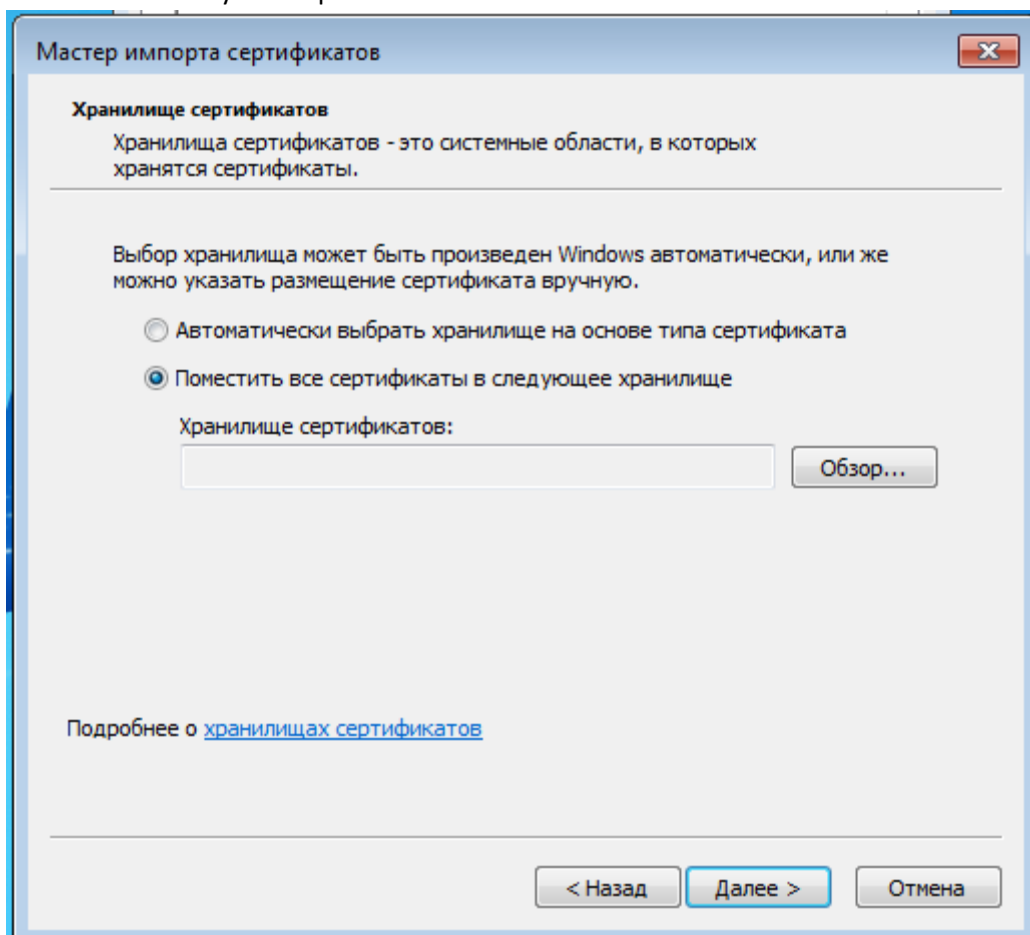 Мастер импорта сертификатов
Хранилище сертификатов
Хранилища сертификатов - это системные области, в которых
хранятся сертификаты.
Выбор хранилища может быть произведен Windows автоматически, или же
можно указать размещение сертификата вручную.
Автоматически выбрать хранилище на основе типа сертификата
Поместить все сертификаты в следующее хранилище
Хранилище сертификатов:
Обзор...
Подробнее о хранилищах сертификатов
< Назад
Далее >
Отмена